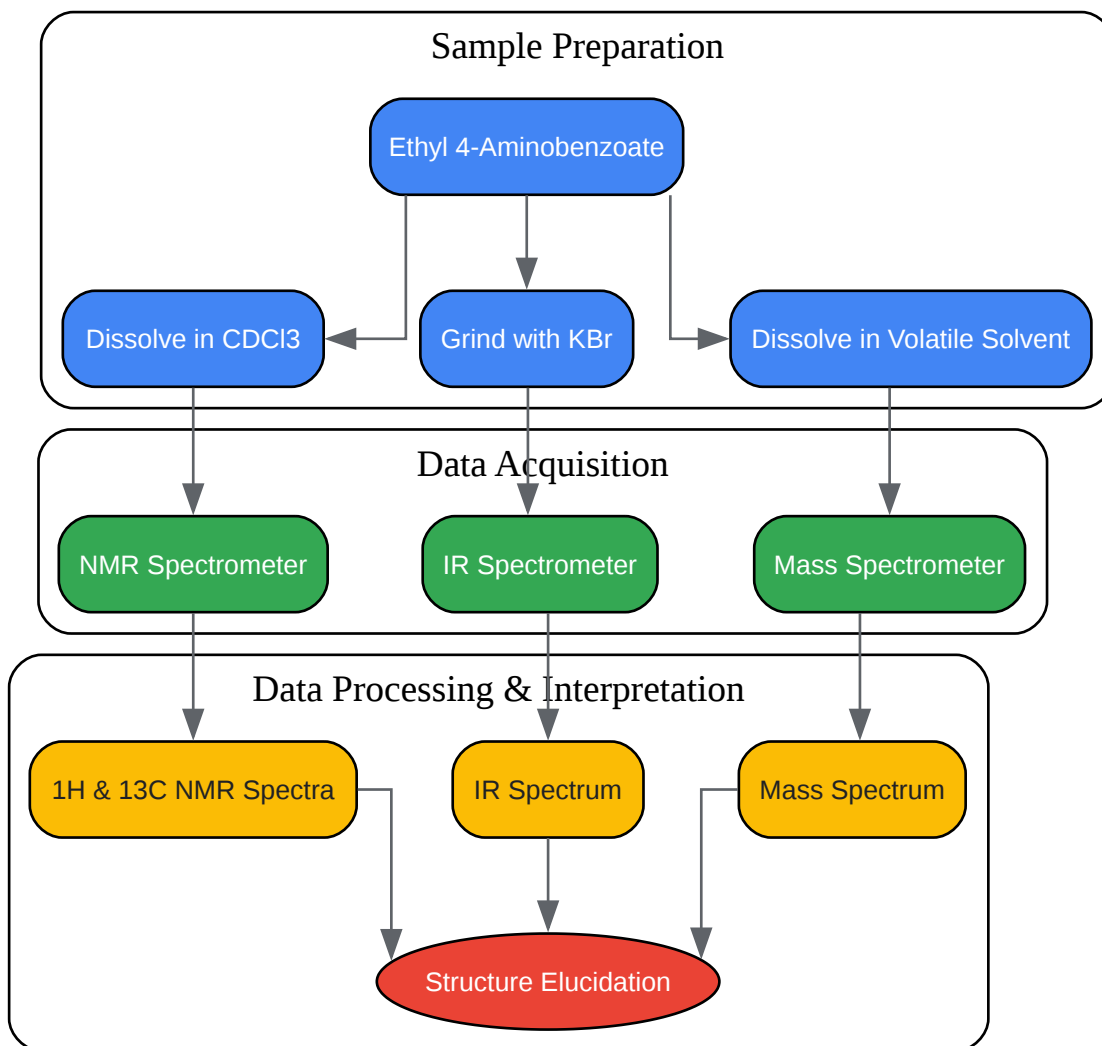 Sample Preparation
Ethyl 4-Aminobenzoate
Dissolve in CDCl3
Grind with KBr
Dissolve in Volatile Solvent
Data Acquisition
NMR Spectrometer
IR Spectrometer
Mass Spectrometer
Data Processing & Interpretation
1H & 13C NMR Spectra
IR Spectrum
Mass Spectrum
Structure Elucidation